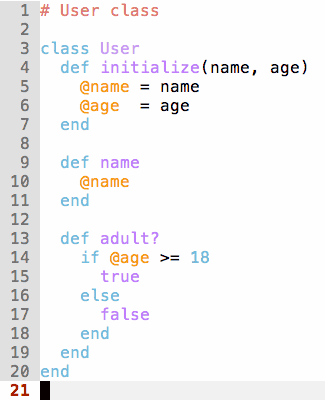 1 # User class
2
3 class User
4   def initialize(name, age)
5     @name = name
6     @age  = age
7   end
8
9   def name
10     @name
11   end
12
13   def adult?
14     if @age >= 18
15       true
16     else
17       false
18     end
19   end
20 end
21